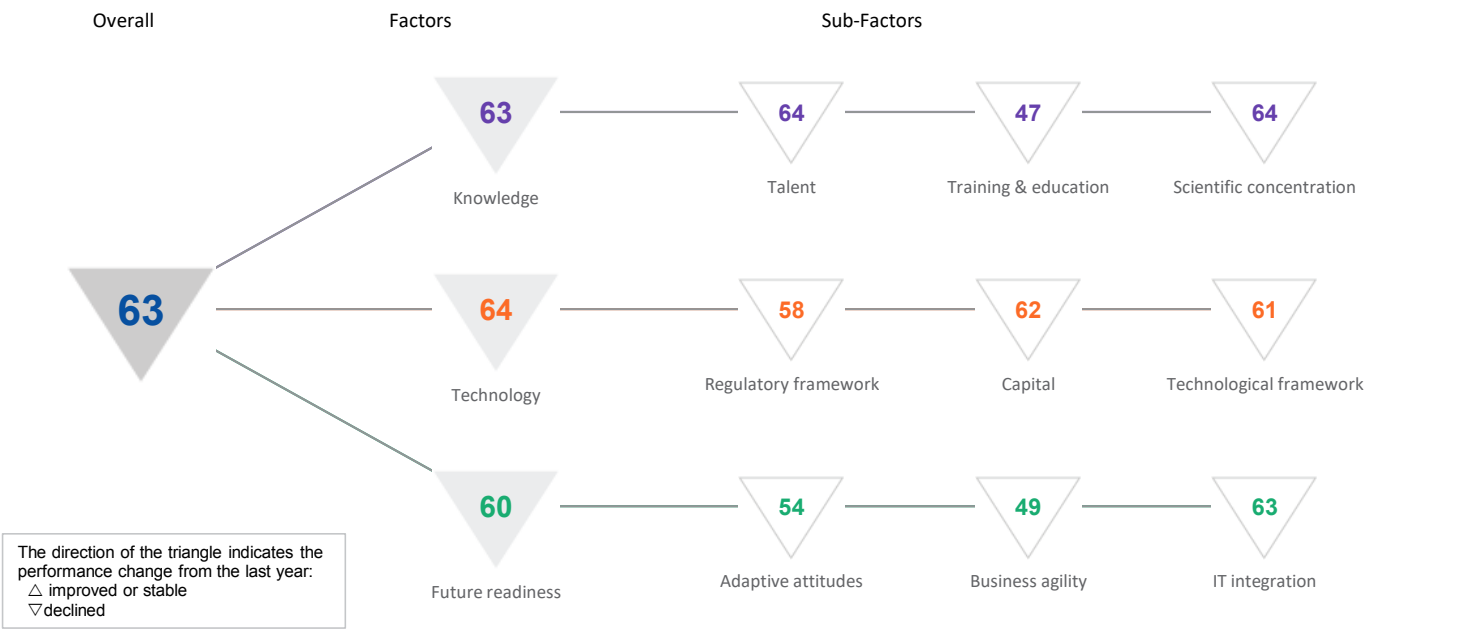 Overall Factors Sub-Factors
63 64 47 64
Knowledge Talent Training & education Scientific concentration
63
64 58 62 61
Technology Regulatory framework Capital Technological framework
60 54 49 63
Future readiness Adaptive attitudes Business agility IT integration
The direction of the triangle indicates the
performance change from the last year:
△ improved or stable
▽ declined